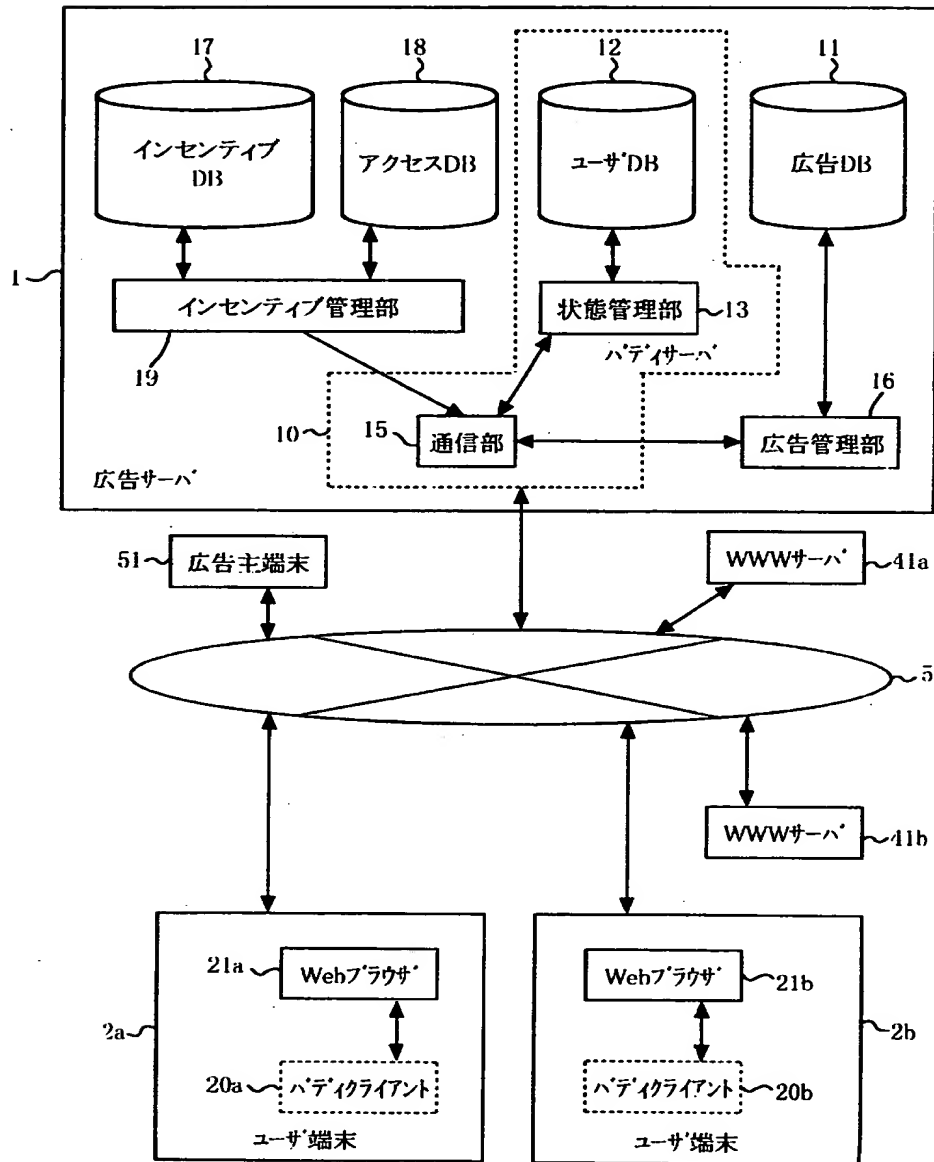 17
18
12
11
インセンティブ
DB
アクセスDB
ユーザDB
広告DB
1
インセンティブ管理部
状態管理部
13
バディサーバ
19
10
15
通信部
16
広告管理部
広告サーバ
51
広告主端末
WWWサーバ
41a
5
WWWサーバ
41b
21a
Webブラウザ
Webブラウザ
21b
2a
2b
20a
バディクライアント
バディクライアント
20b
ユーザ端末
ユーザ端末